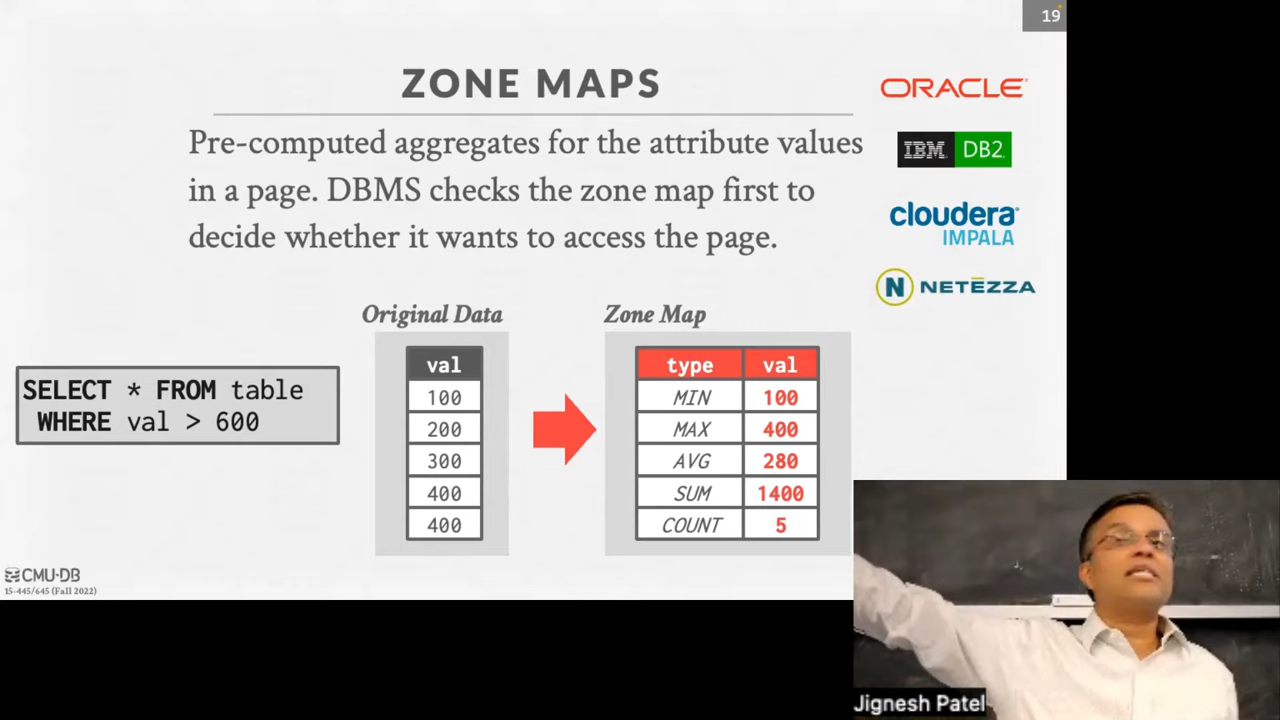 19
ZONE MAPS
Pre-computed aggregates for the attribute values
in a page. DBMS checks the zone map first to
decide whether it wants to access the page.
ORACLE
IBM DB2
cloudera
IMPALA
N NETĒZZA
SELECT * FROM table
WHERE val > 600
Original Data
val
100
200
300
400
400
Zone Map
type val
MIN 100
MAX 400
AVG 280
SUM 1400
COUNT 5
CMU·DB
15-445/645 (Fall 2022)
Jignesh Patel